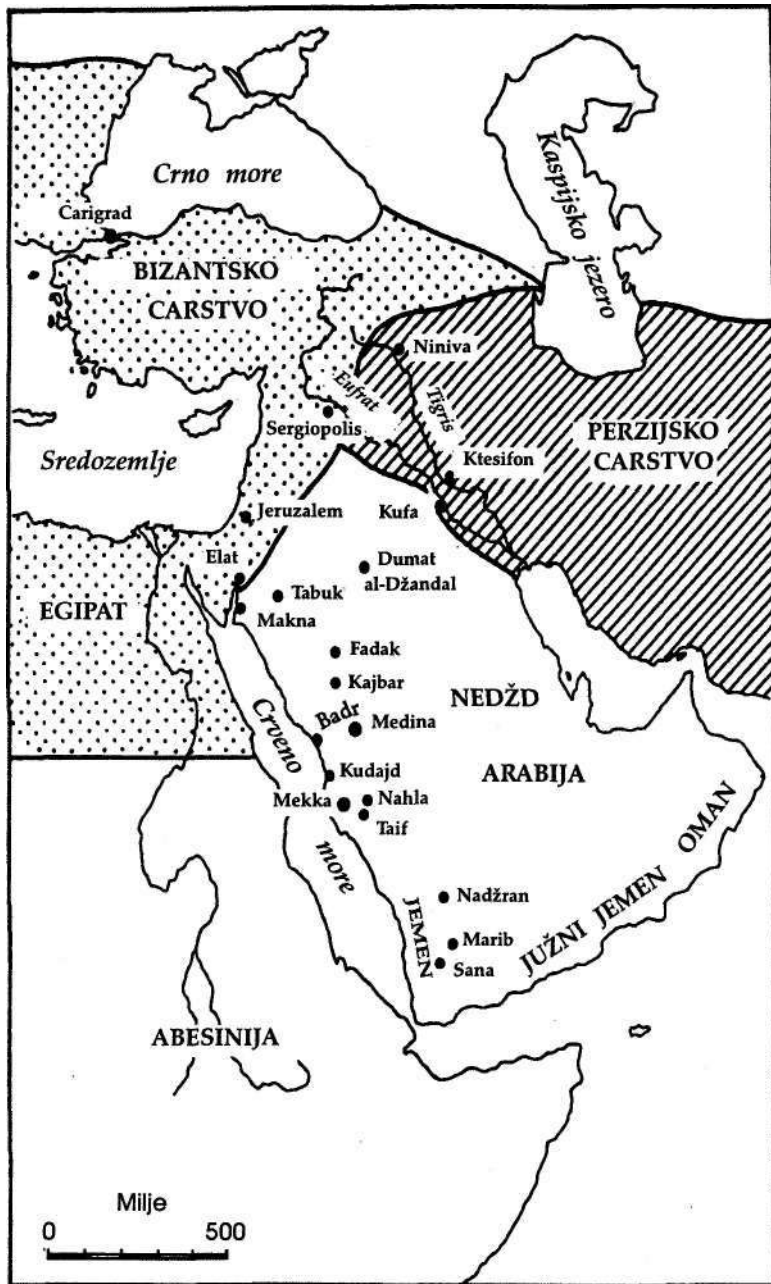 Crno more
Kaspijsko jezero
Carigrad
BIZANTSKO
CARSTVO
Niniva
Eufrat
Tigris
Sergiopolis
PERZIJSKO
CARSTVO
Sredozemlje
Ktesifon
Jeruzalem
Kufa
Elat
Dumat
al-Džandal
Tabuk
EGIPAT
Makna
Fadak
Kajbar
NEDŽD
Badr
Medina
Crveno more
Kudajd
ARABIJA
Mekka
Nahla
Taif
OMAN
Nadžran
JEMEN
JUŽNI JEMEN
Marib
Sana
ABESINIJA
Milje
0 500